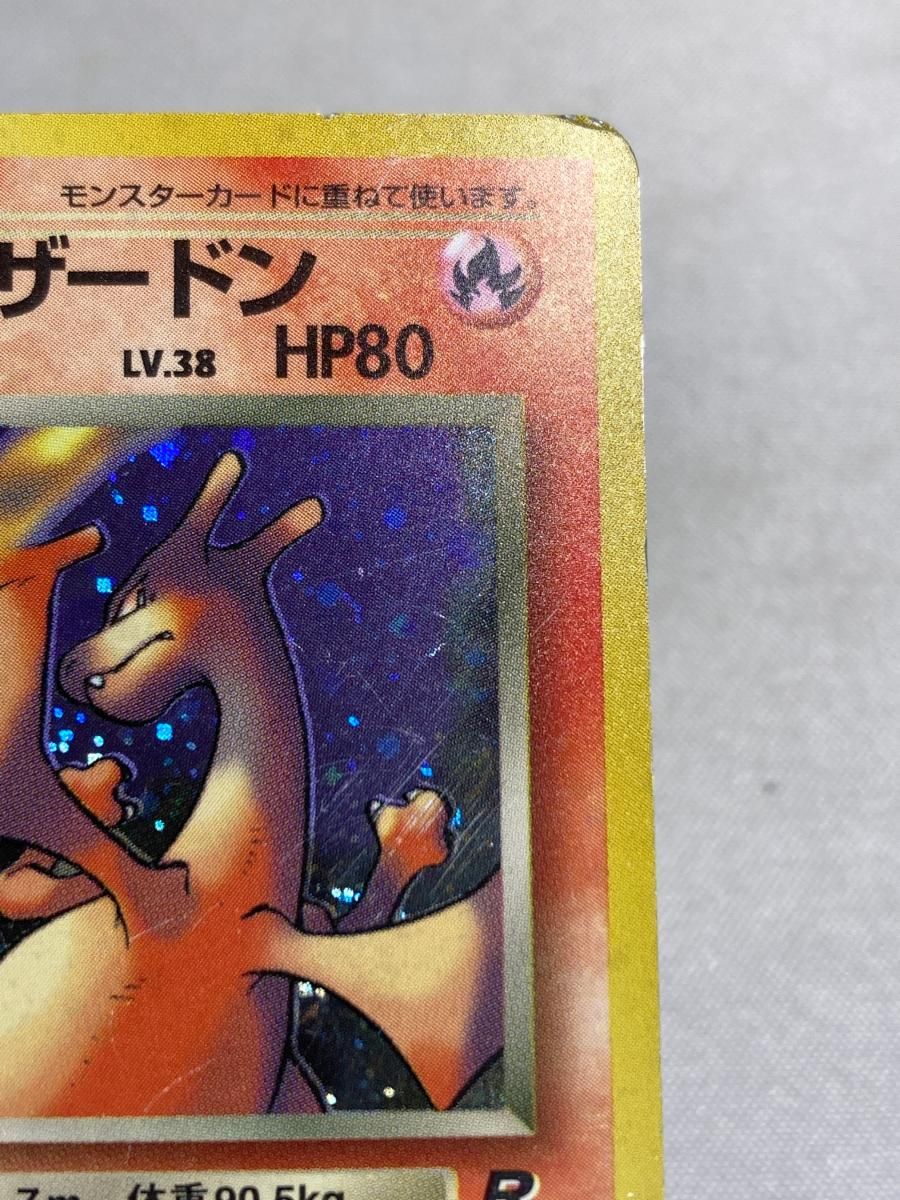 モンスターカードに重ねて使います。
ザードン
LV.38 HP80
7m 体重90.5kg
R